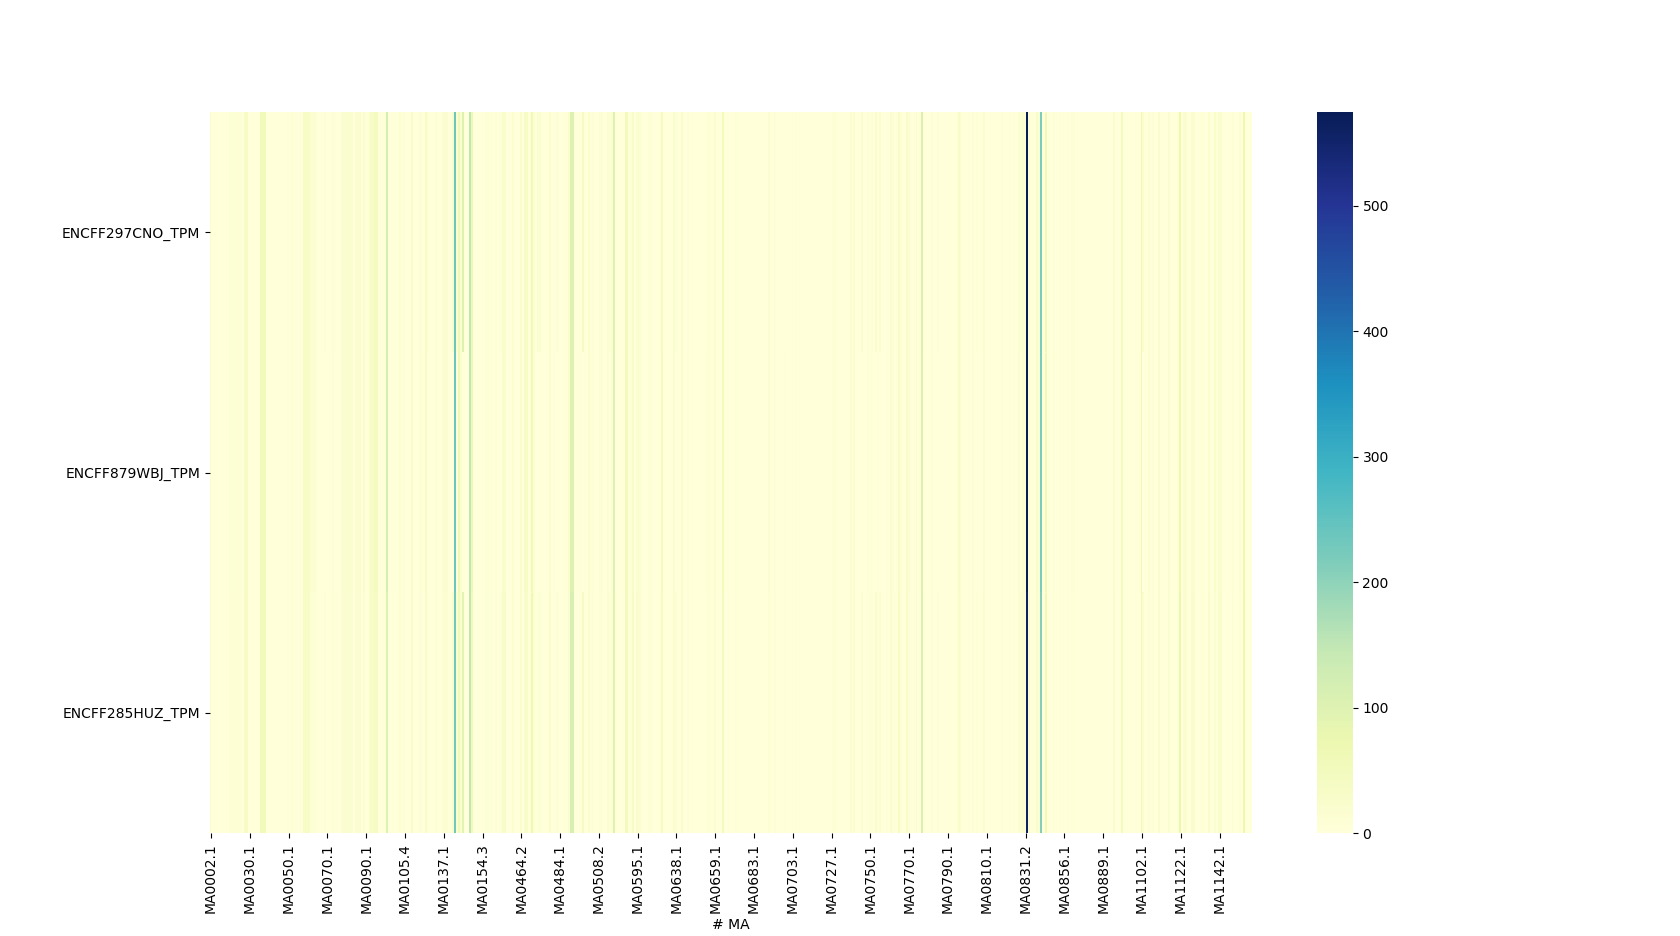 ENCFF297CNO_TPM
ENCFF879WBJ_TPM
ENCFF285HUZ_TPM
MA0002.1
MA0030.1
MA0050.1
MA0070.1
MA0090.1
MA0105.4
MA0137.1
MA0154.3
MA0464.2
MA0484.1
MA0508.2
MA0595.1
MA0638.1
MA0659.1
MA0683.1
MA0703.1
MA0727.1
MA0750.1
MA0770.1
MA0790.1
MA0810.1
MA0831.2
MA0856.1
MA0889.1
MA1102.1
MA1122.1
MA1142.1
# MA
500
400
300
200
100
0